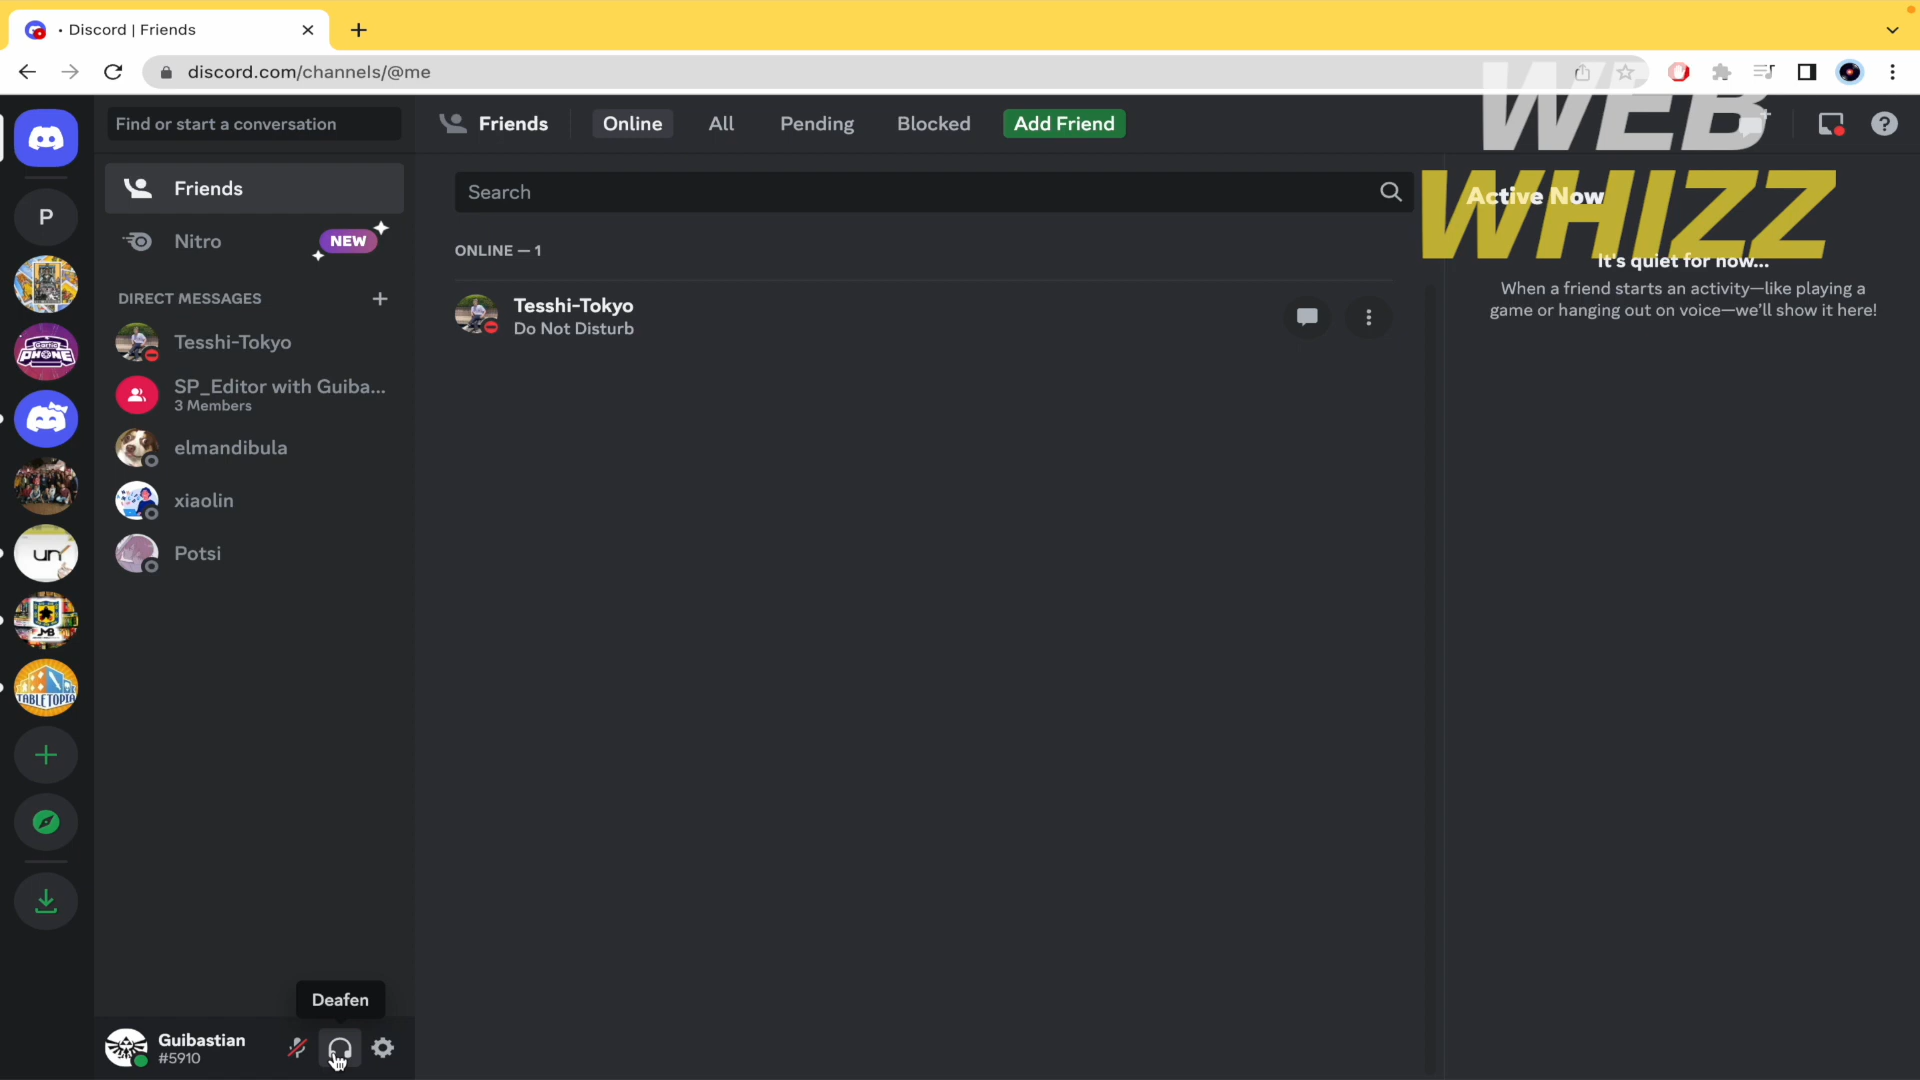 • Discord | Friends
discord.com/channels/@me
Find or start a conversation
Friends
Online
All
Pending
Blocked
Add Friend
WEB
WHIZZ
Friends
Nitro
NEW
DIRECT MESSAGES
Tesshi-Tokyo
SP_Editor with Guiba...
3 Members
elmandibula
xiaolin
Potsi
Search
ONLINE — 1
Tesshi-Tokyo
Do Not Disturb
Active Now
It's quiet for now...
When a friend starts an activity—like playing a
game or hanging out on voice—we'll show it here!
P
PHONE
un
JMB
TABLETOPIA
Deafen
Guibastian
#5910